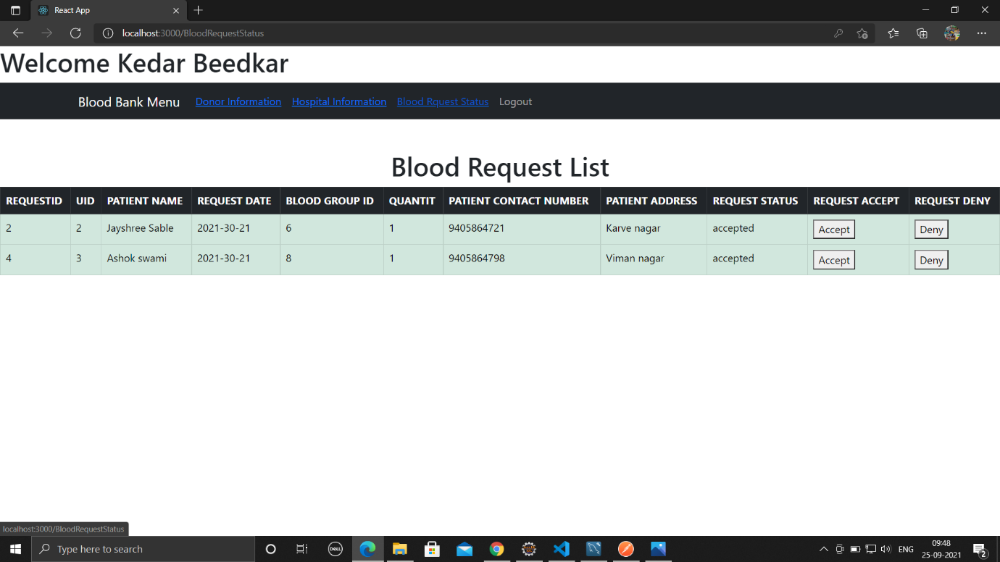 React App
localhost:3000/BloodRequestStatus
Welcome Kedar Beedkar
Blood Bank Menu Donor Information Hospital Information Blood Rquest Status Logout
Blood Request List
REQUESTID UID PATIENT NAME REQUEST DATE BLOOD GROUP ID QUANTIT PATIENT CONTACT NUMBER PATIENT ADDRESS REQUEST STATUS REQUEST ACCEPT REQUEST DENY
2 2 Jayshree Sable 2021-30-21 6 1 9405864721 Karve nagar accepted Accept Deny
4 3 Ashok swami 2021-30-21 8 1 9405864798 Viman nagar accepted Accept Deny
localhost:3000/BloodRequestStatus
Type here to search DELL ENG 09:48
25-09-2021 2